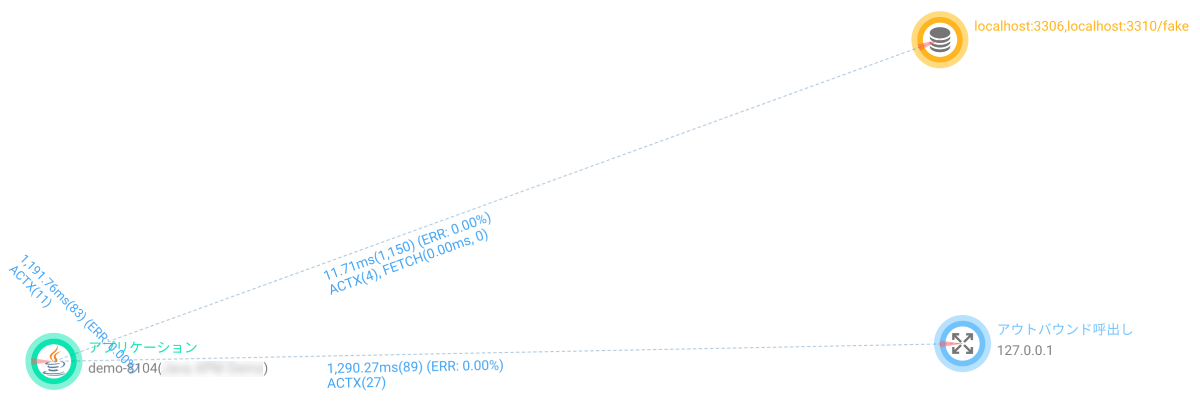 localhost:3306,localhost:3310/fake
11.71ms(1,150) (ERR: 0.00%)
ACTX(4), FETCH(0.00ms, 0)
1,191.76ms(83) (ERR: 0.00%)
ACTX(11)
アプリケーション
demo-8104( )
アウトバウンド呼出し
127.0.0.1
1,290.27ms(89) (ERR: 0.00%)
ACTX(27)